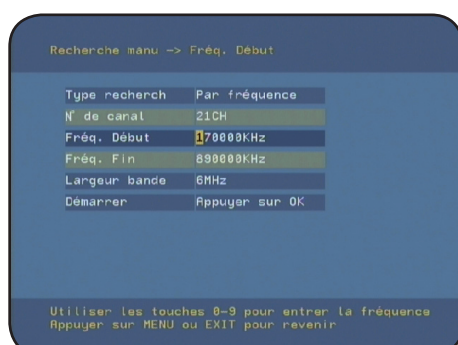 Recherche manu -> Fréq. Début
Type recherch Par fréquence
N° de canal 21CH
Fréq. Début 170000KHz
Fréq. Fin 890000KHz
Largeur bande 6MHz
Démarrer Appuyer sur OK
Utiliser les touches 0-9 pour entrer la fréquence
Appuyer sur MENU ou EXIT pour revenir